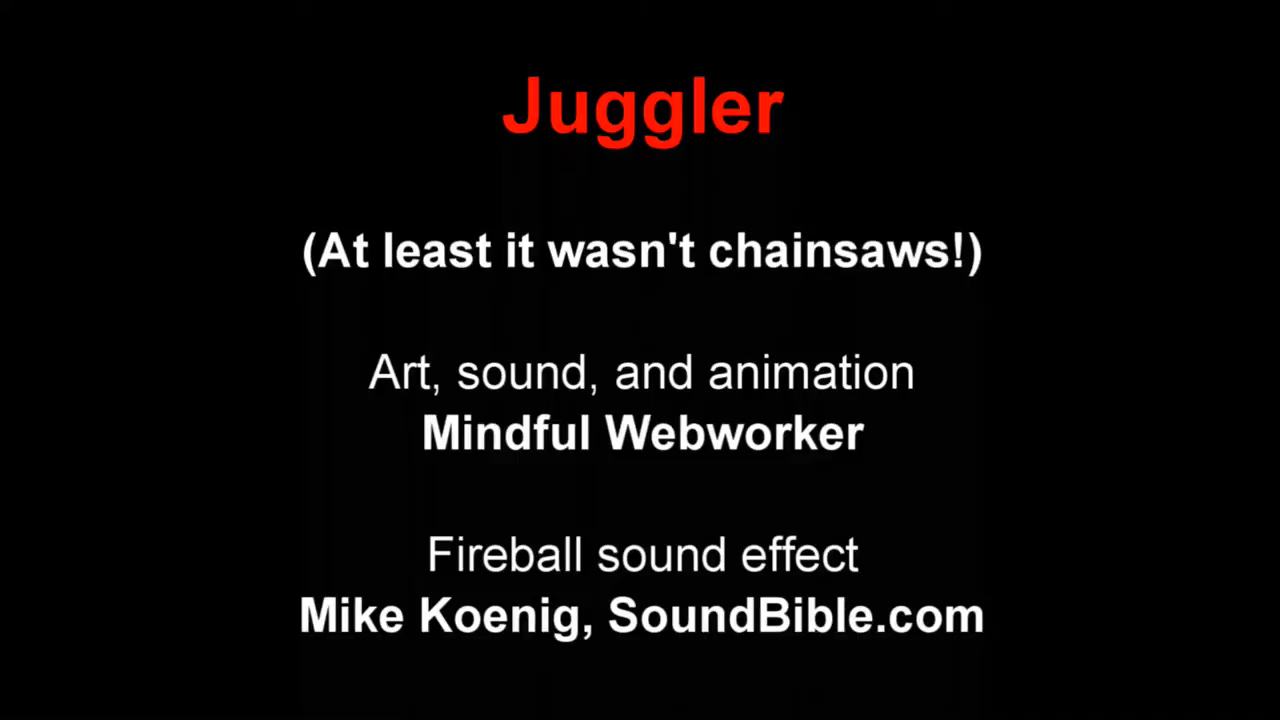 Juggler
(At least it wasn't chainsaws!)
Art, sound, and animation
Mindful Webworker
Fireball sound effect
Mike Koenig, SoundBible.com